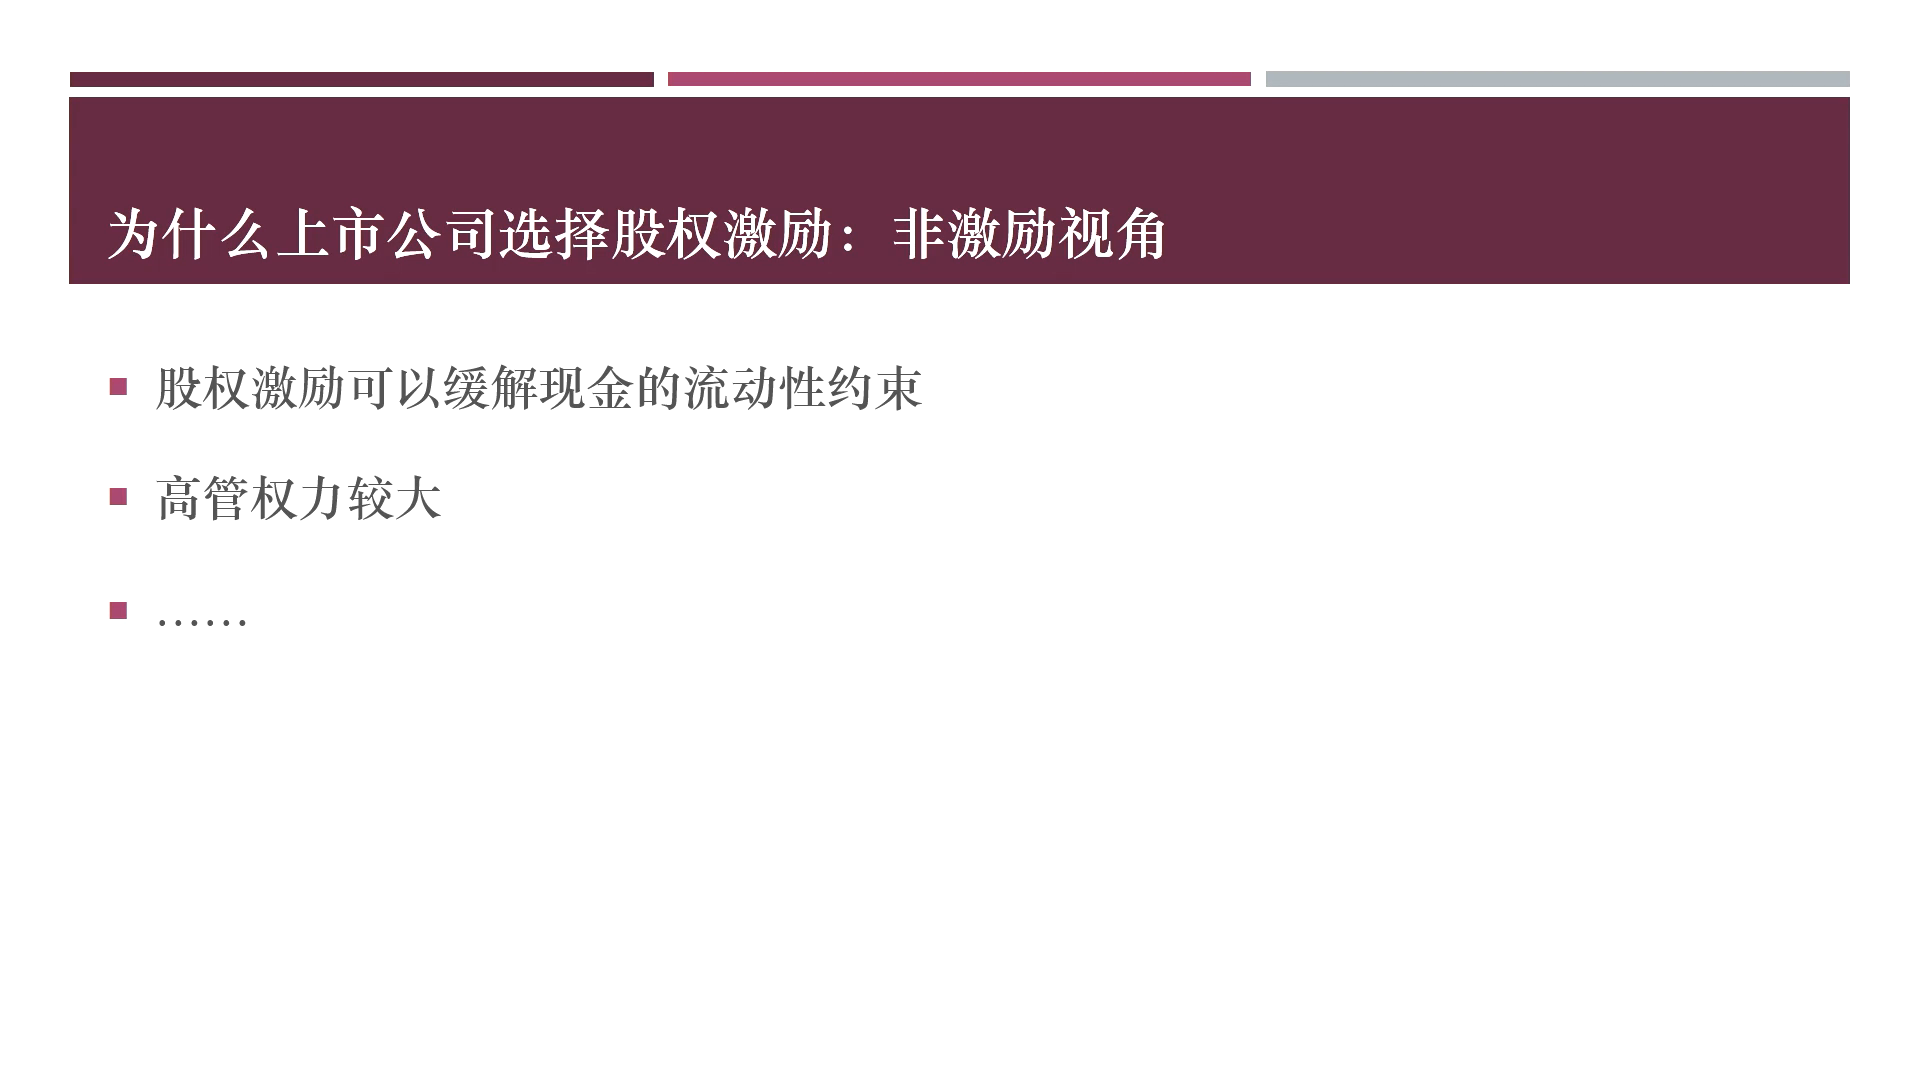 为什么上市公司选择股权激励：非激励视角
股权激励可以缓解现金的流动性约束
高管权力较大
……